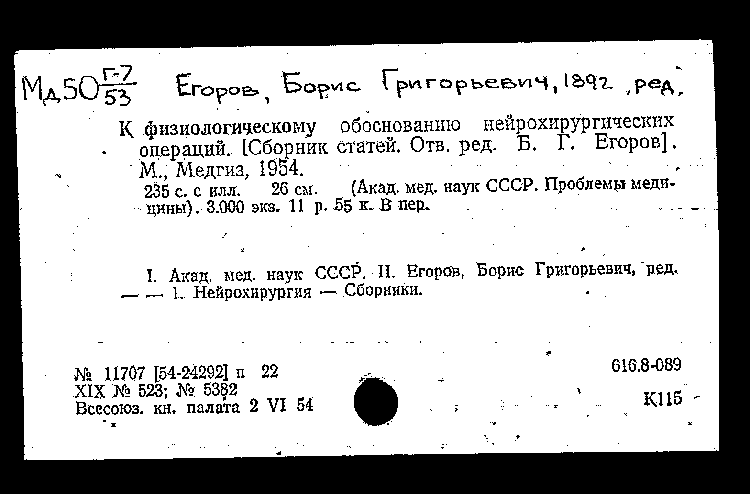 Мд50 Г-7/53 Егоров, Борис Григорьевич, 1892, ред.
К физиологическому обоснованию нейрохирургических
операций. [Сборник статей. Отв. ред. Б. Г. Егоров].
М., Медгиз, 1954.
235 с. с илл. 26 см. (Акад. мед. наук СССР. Проблемы меди-
цины). 3.000 экз. 11 р. 55 к. В пер.
I. Акад. мед. наук СССР. II. Егоров, Борис Григорьевич, ред.
— — 1. Нейрохирургия — Сборники.
№ 11707 [54-24292] п 22 616.8-089
XIX № 523; № 5382
Всесоюз. кн. палата 2 VI 54 К115